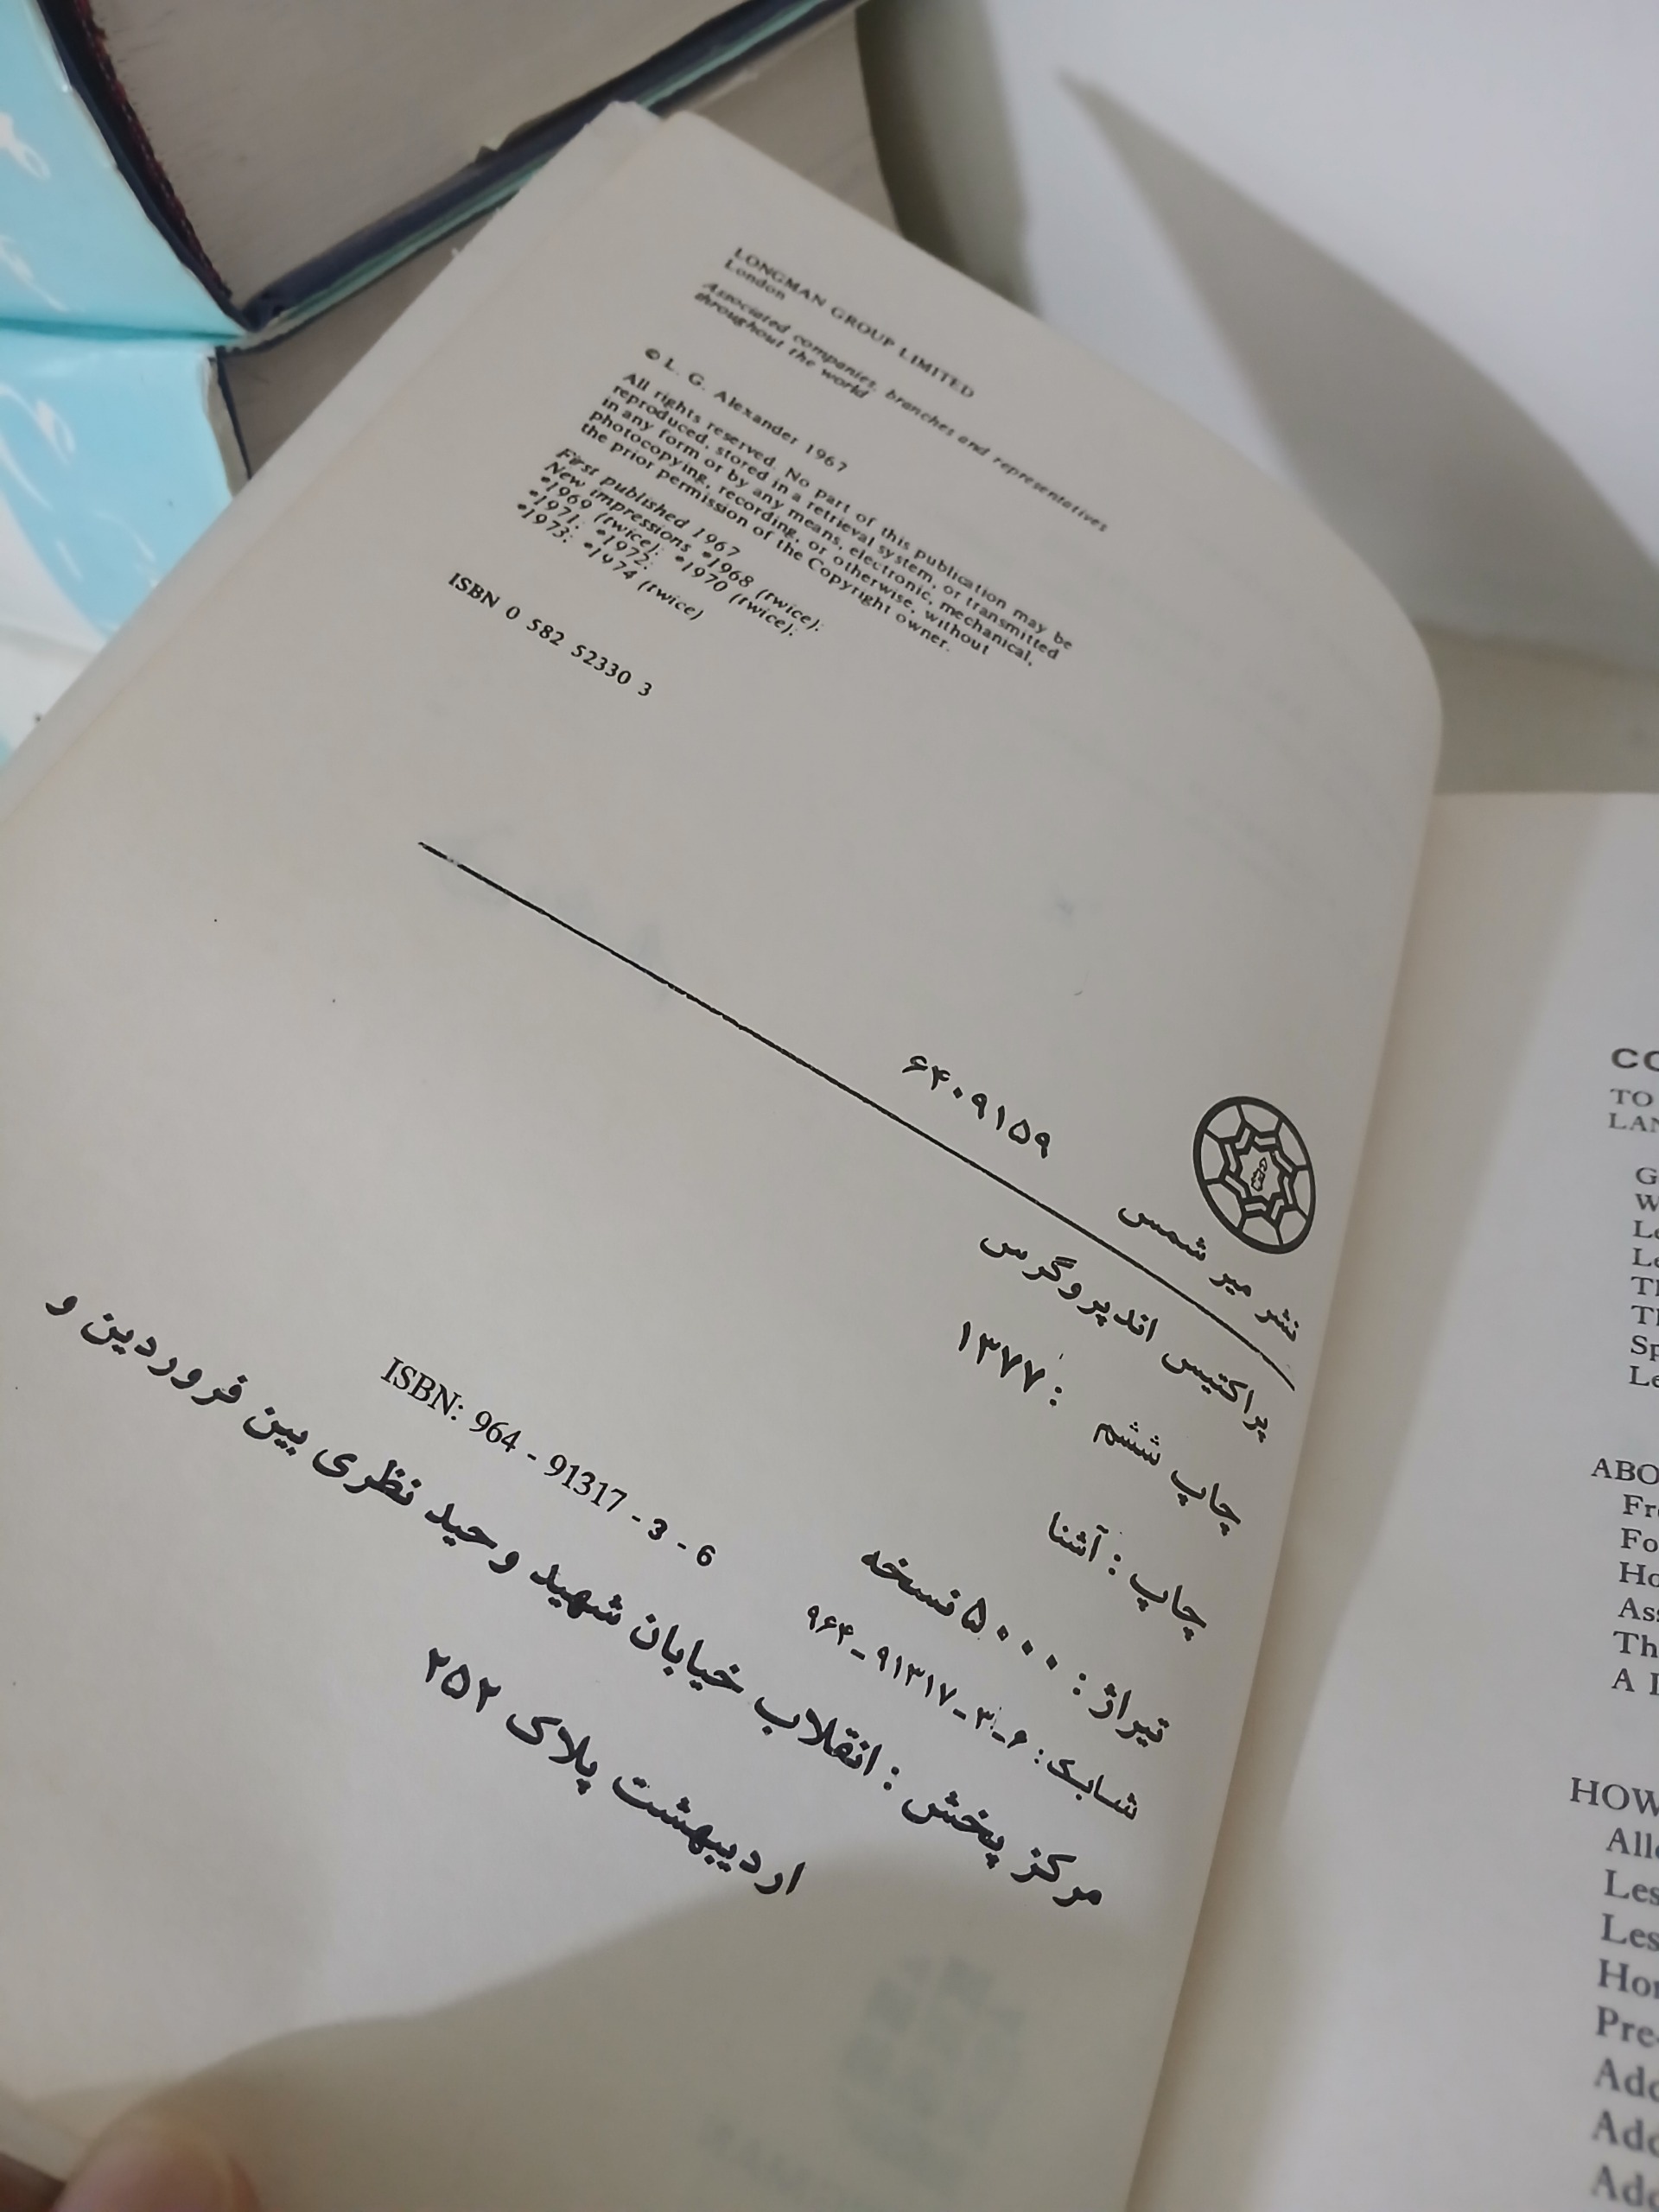 LONGMAN GROUP LIMITED
London
Associated companies, branches and representatives
throughout the world
© L. G. Alexander 1967
All rights reserved. No part of this publication may be
reproduced, stored in a retrieval system, or transmitted
in any form or by any means, electronic, mechanical,
photocopying, recording, or otherwise, without
the prior permission of the Copyright owner.
First published 1967
New impressions *1968 (twice);
*1969 (twice); *1970 (twice);
*1971; *1972;
*1973; *1974 (twice)
ISBN 0 582 52330 3
۶۴۰۹۱۵۹
نشر میر شمس
پراکتیس اندپروگرس
چاپ ششم : ۱۳۷۷
چاپ : آشنا
تیراژ : ۵۰۰۰ نسخه
شابک: ۶-۳-۹۱۳۱۷-۹۶۴
ISBN: 964 - 91317 - 3 - 6
مرکز پخش : انقلاب خیابان شهید وحید نظری بین فروردین و
اردیبهشت پلاک ۲۵۲
TO
ABO
HOW